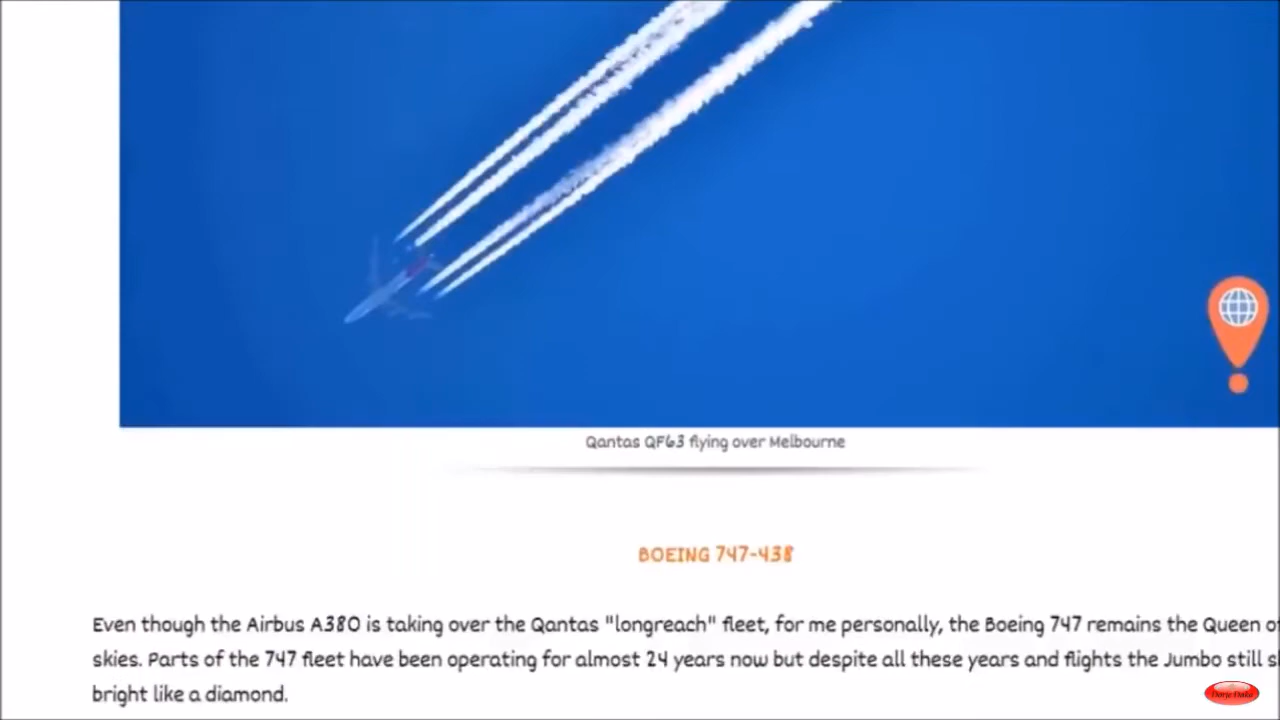 Qantas QF63 flying over Melbourne
BOEING 747-438
Even though the Airbus A380 is taking over the Qantas "longreach" fleet, for me personally, the Boeing 747 remains the Queen of
skies. Parts of the 747 fleet have been operating for almost 24 years now but despite all these years and flights the Jumbo still
bright like a diamond.